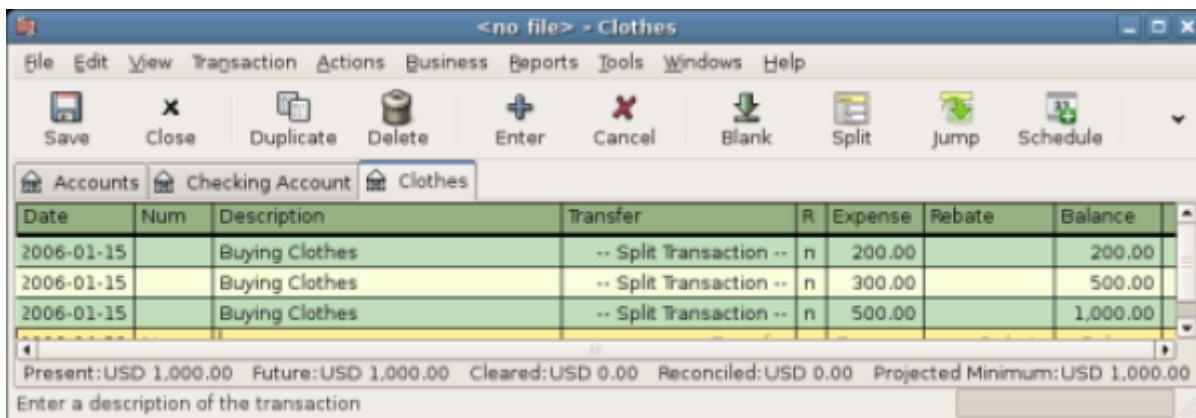 <no file> - Clothes
File Edit View Transaction Actions Business Reports Tools Windows Help
Save Close Duplicate Delete Enter Cancel Blank Split Jump Schedule
Accounts Checking Account Clothes
Date Num Description Transfer R Expense Rebate Balance
2006-01-15 Buying Clothes -- Split Transaction -- n 200.00 200.00
2006-01-15 Buying Clothes -- Split Transaction -- n 300.00 500.00
2006-01-15 Buying Clothes -- Split Transaction -- n 500.00 1,000.00
Present:USD 1,000.00 Future:USD 1,000.00 Cleared:USD 0.00 Reconciled:USD 0.00 Projected Minimum:USD 1,000.00
Enter a description of the transaction